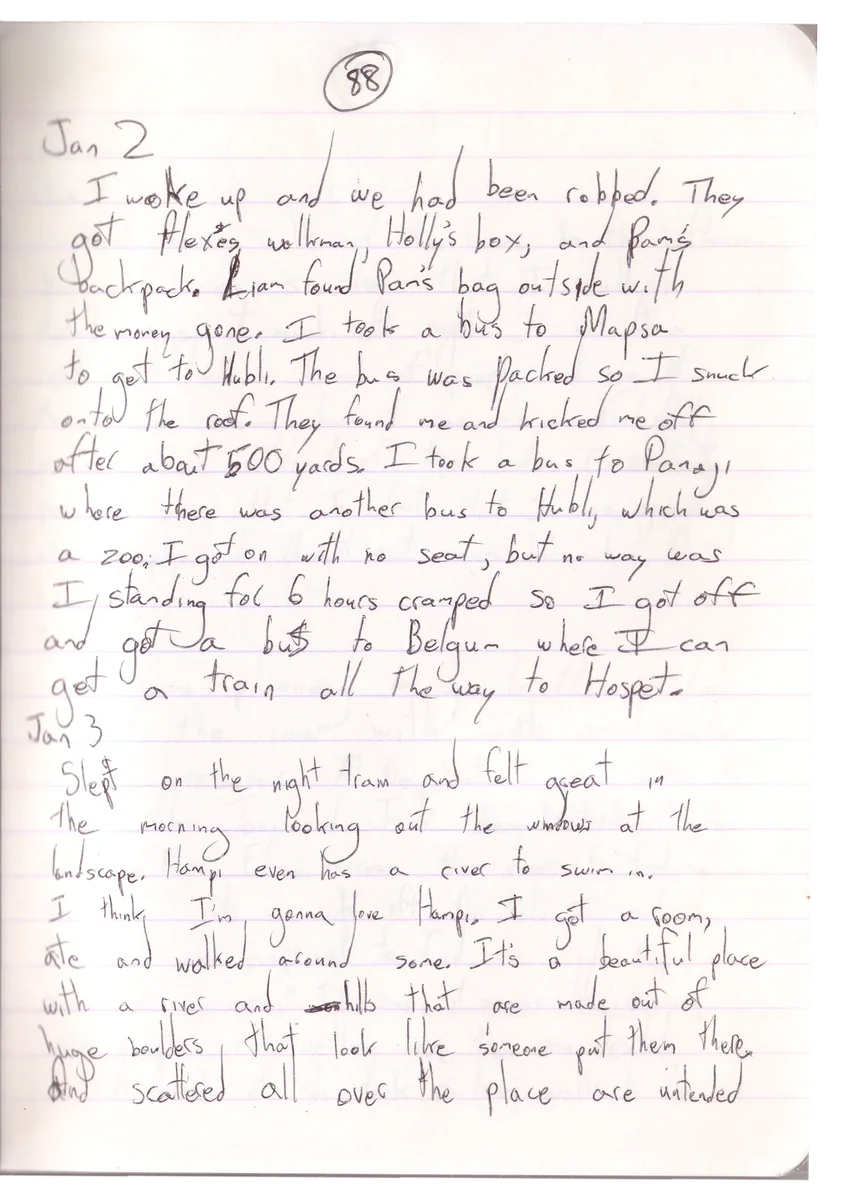 88
Jan 2
I woke up and we had been robbed. They
got Alex's walkman, Holly's box, and Pam's
backpack. Liam found Pam's bag outside with
the money gone. I took a bus to Mapsa
to get to Hubli. The bus was packed so I snuck
onto the roof. They found me and kicked me off
after about 500 yards. I took a bus to Panaji
where there was another bus to Hubli, which was
a zoo; I got on with no seat, but no way was
I standing for 6 hours cramped so I got off
and got a bus to Belgum where I can
get a train all the way to Hospet.
Jan 3
Slept on the night train and felt great in
the morning looking out the windows at the
landscape. Hampi even has a river to swim in.
I think I'm gonna love Hampi. I got a room,
ate and walked around some. It's a beautiful place
with a river and hills that are made out of
huge boulders, that look like someone put them there.
And scattered all over the place are untended